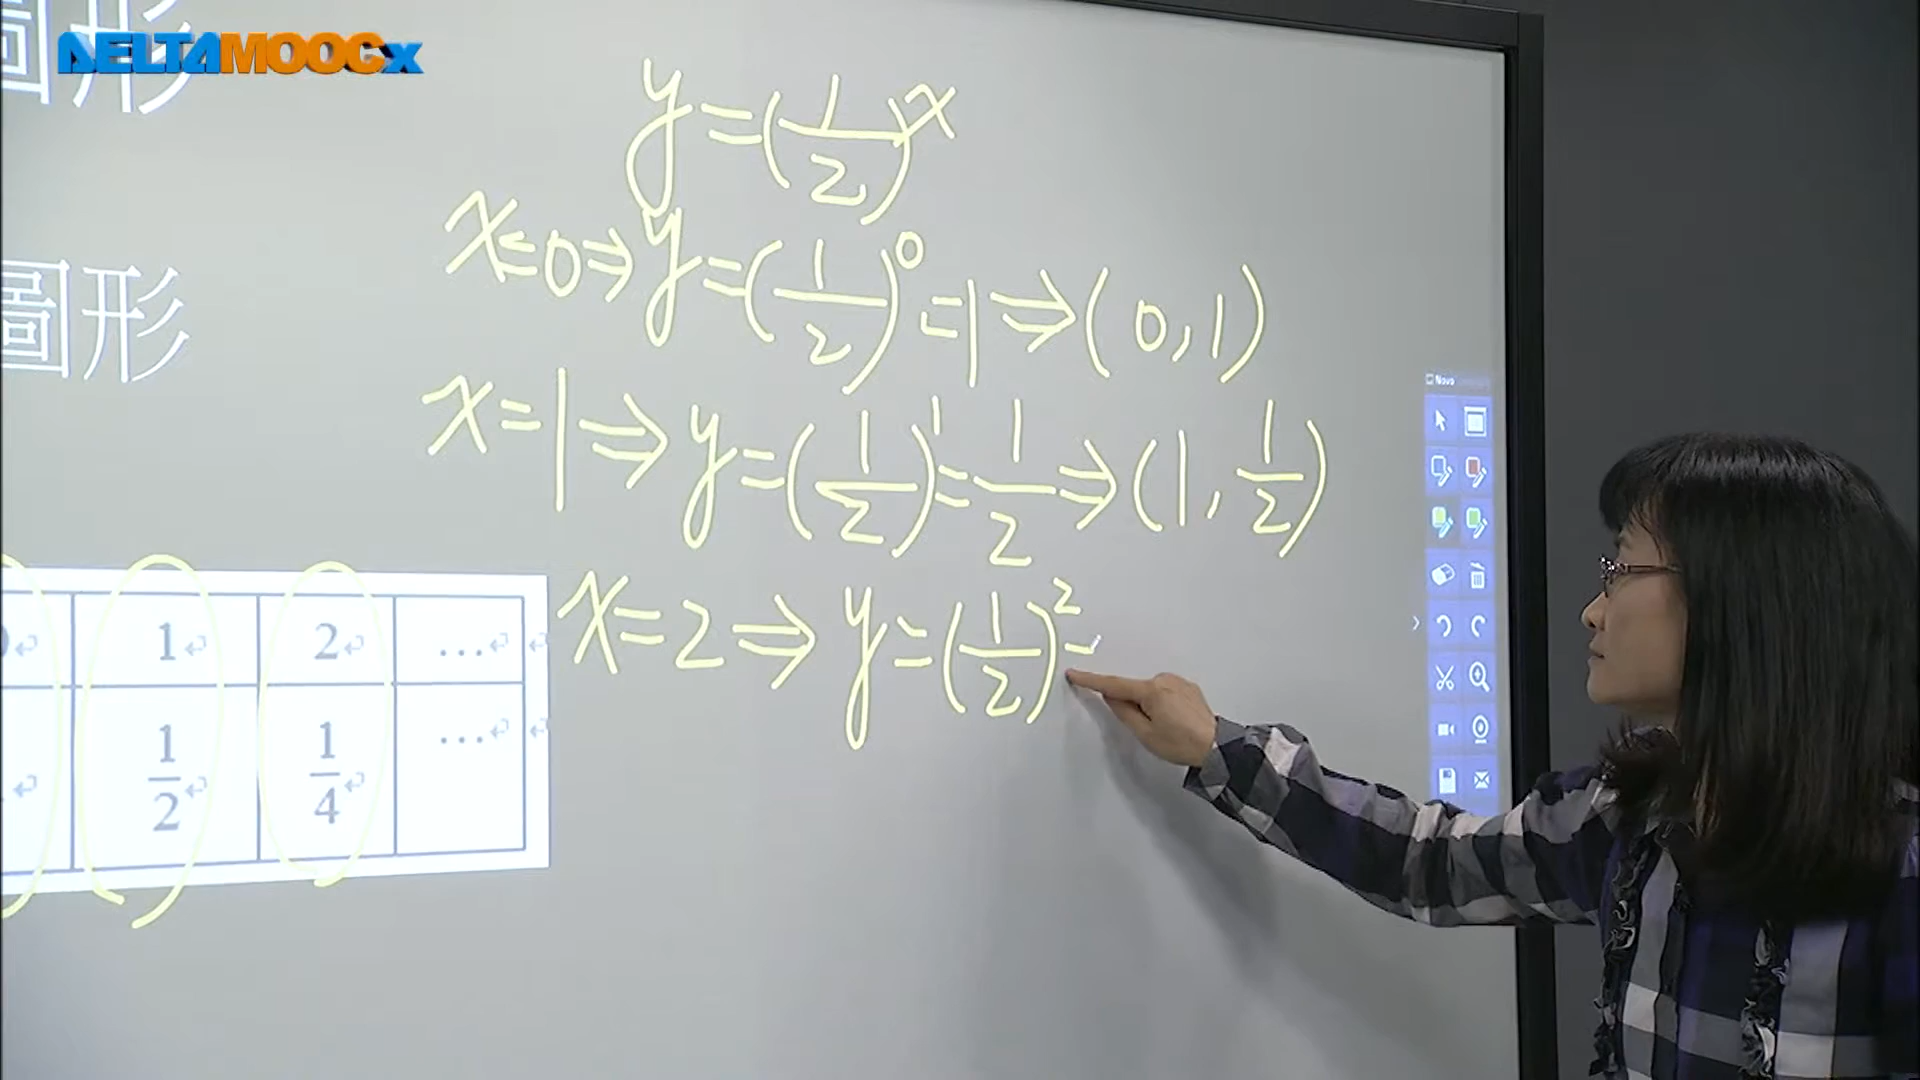 DELTAMOOCx
圖形
圖形
y=(1/2)^x
x=0⇒y=(1/2)^0=1⇒(0,1)
x=1⇒y=(1/2)^1=1/2⇒(1,1/2)
x=2⇒y=(1/2)^2=
1 2 …
1/2 1/4 …
Novo